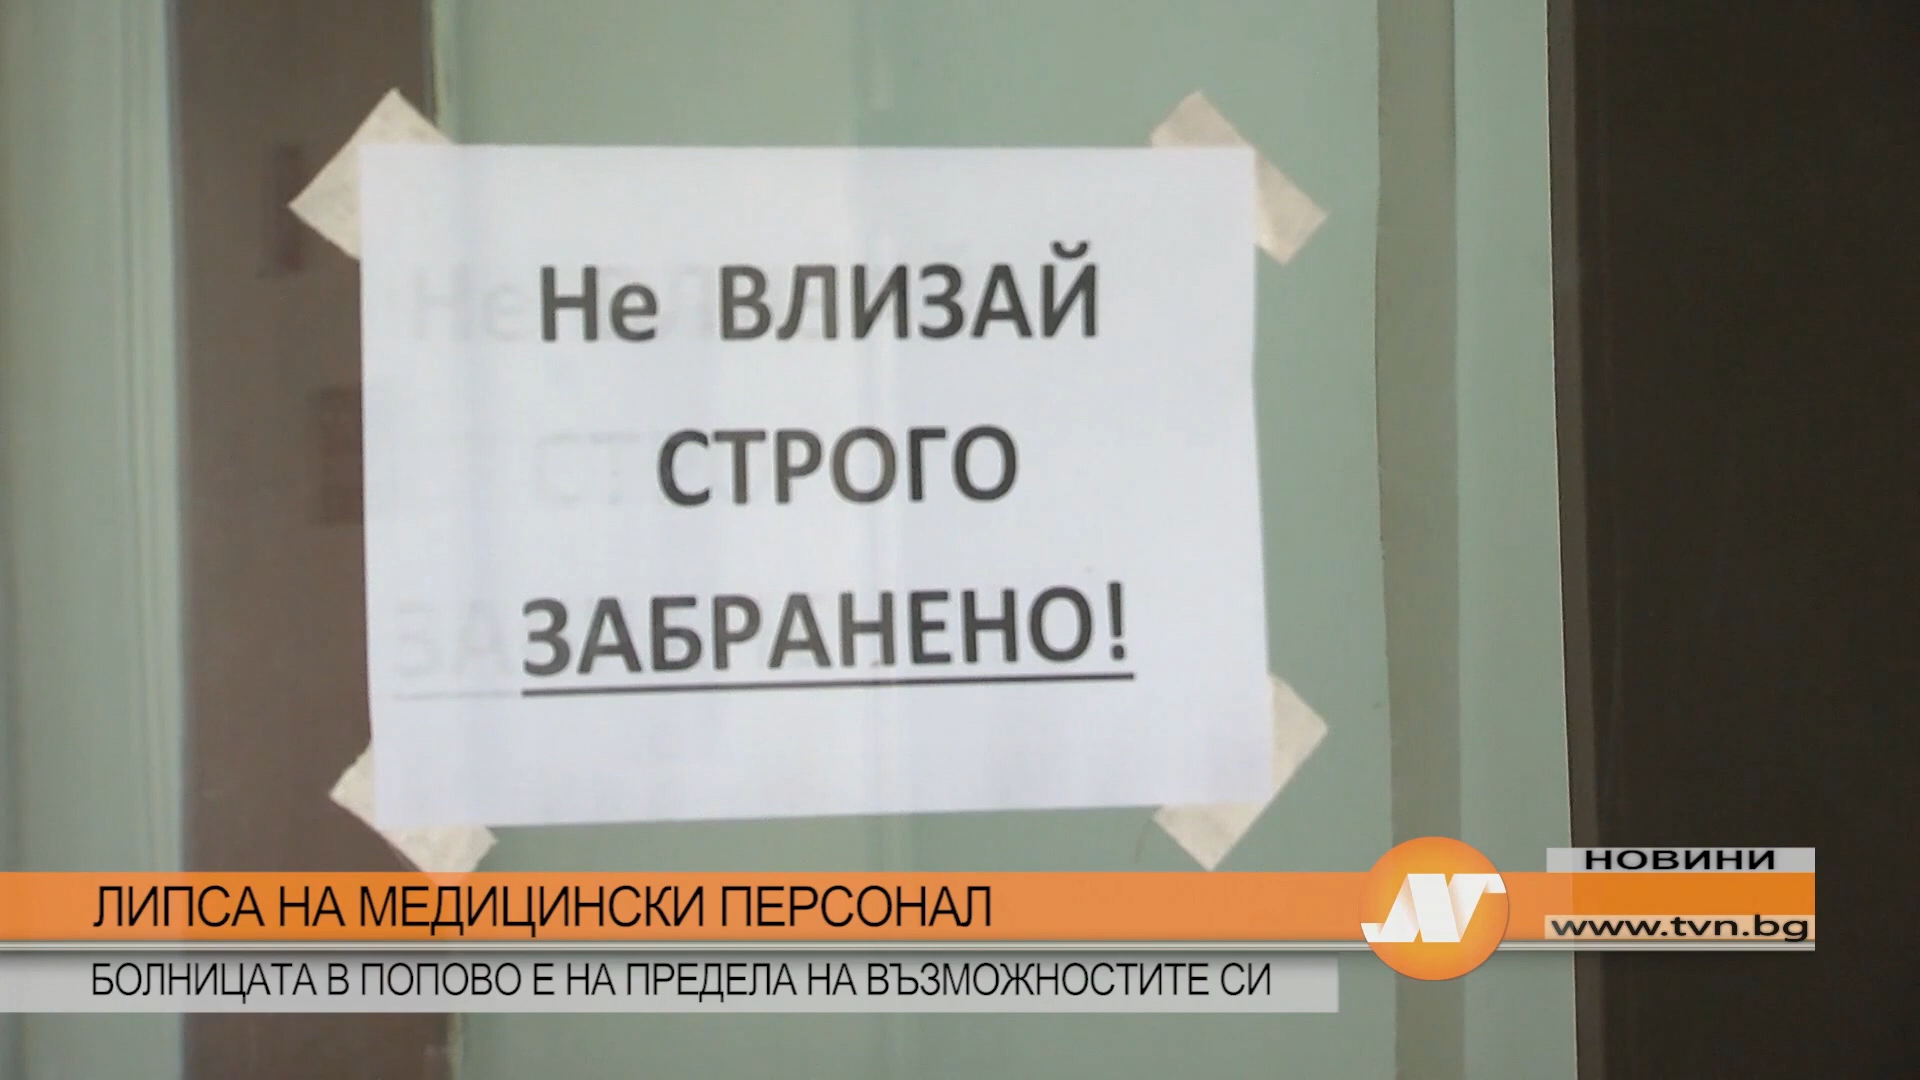 Не ВЛИЗАЙ
СТРОГО
ЗАБРАНЕНО!
ЛИПСА НА МЕДИЦИНСКИ ПЕРСОНАЛ
БОЛНИЦАТА В ПОПОВО Е НА ПРЕДЕЛА НА ВЪЗМОЖНОСТИТЕ СИ
НОВИНИ
www.tvn.bg